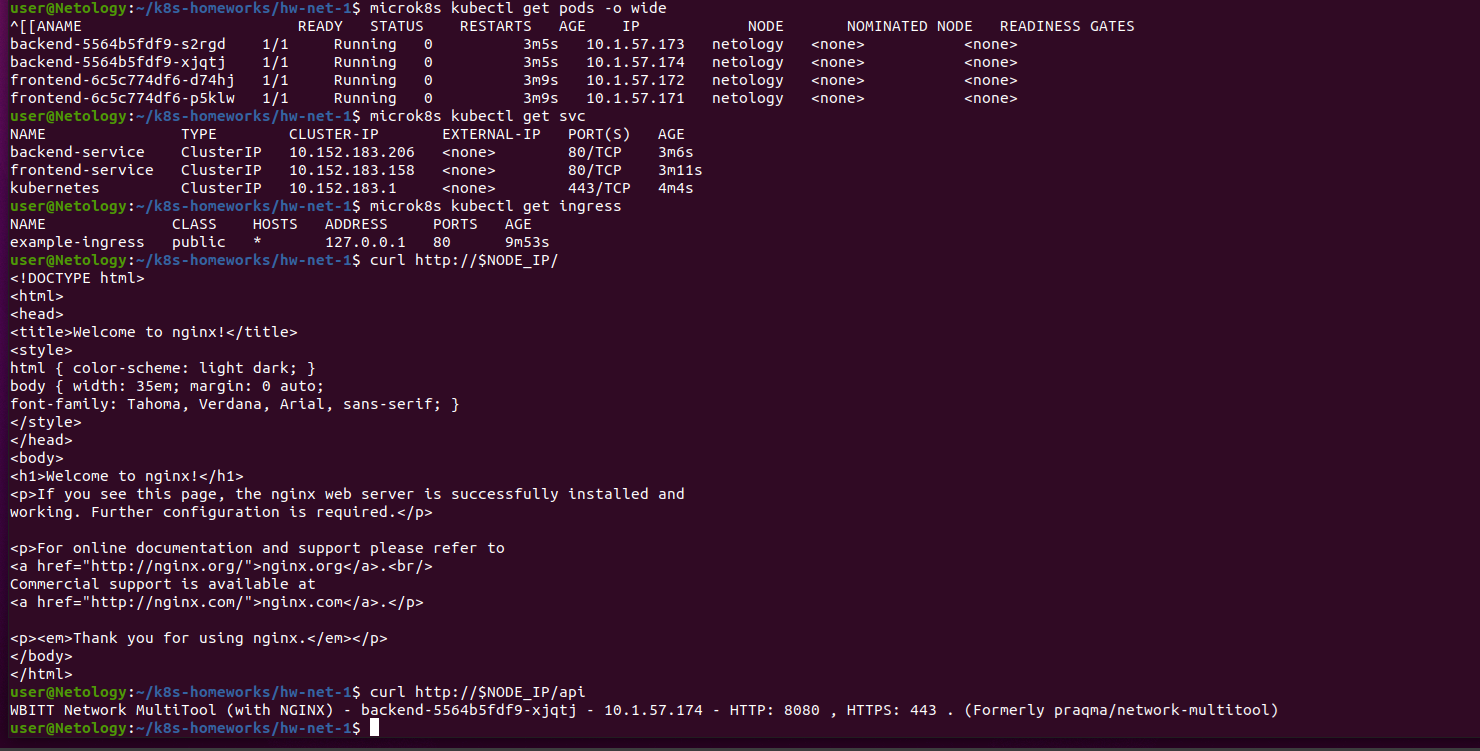 user@Netology:~/k8s-homeworks/hw-net-1$ microk8s kubectl get pods -o wide
^[[ANAME                        READY   STATUS    RESTARTS   AGE    IP            NODE       NOMINATED NODE   READINESS GATES
backend-5564b5fdf9-s2rgd    1/1     Running   0          3m5s   10.1.57.173   netology   <none>           <none>
backend-5564b5fdf9-xjqtj    1/1     Running   0          3m5s   10.1.57.174   netology   <none>           <none>
frontend-6c5c774df6-d74hj   1/1     Running   0          3m9s   10.1.57.172   netology   <none>           <none>
frontend-6c5c774df6-p5klw   1/1     Running   0          3m9s   10.1.57.171   netology   <none>           <none>
user@Netology:~/k8s-homeworks/hw-net-1$ microk8s kubectl get svc
NAME               TYPE        CLUSTER-IP       EXTERNAL-IP   PORT(S)   AGE
backend-service    ClusterIP   10.152.183.206   <none>        80/TCP    3m6s
frontend-service   ClusterIP   10.152.183.158   <none>        80/TCP    3m11s
kubernetes         ClusterIP   10.152.183.1     <none>        443/TCP   4m4s
user@Netology:~/k8s-homeworks/hw-net-1$ microk8s kubectl get ingress
NAME              CLASS    HOSTS   ADDRESS     PORTS   AGE
example-ingress   public   *       127.0.0.1   80      9m53s
user@Netology:~/k8s-homeworks/hw-net-1$ curl http://$NODE_IP/
<!DOCTYPE html>
<html>
<head>
<title>Welcome to nginx!</title>
<style>
html { color-scheme: light dark; }
body { width: 35em; margin: 0 auto;
font-family: Tahoma, Verdana, Arial, sans-serif; }
</style>
</head>
<body>
<h1>Welcome to nginx!</h1>
<p>If you see this page, the nginx web server is successfully installed and
working. Further configuration is required.</p>

<p>For online documentation and support please refer to
<a href="http://nginx.org/">nginx.org</a>.<br/>
Commercial support is available at
<a href="http://nginx.com/">nginx.com</a>.</p>

<p><em>Thank you for using nginx.</em></p>
</body>
</html>
user@Netology:~/k8s-homeworks/hw-net-1$ curl http://$NODE_IP/api
WBITT Network MultiTool (with NGINX) - backend-5564b5fdf9-xjqtj - 10.1.57.174 - HTTP: 8080 , HTTPS: 443 . (Formerly praqma/network-multitool)
user@Netology:~/k8s-homeworks/hw-net-1$